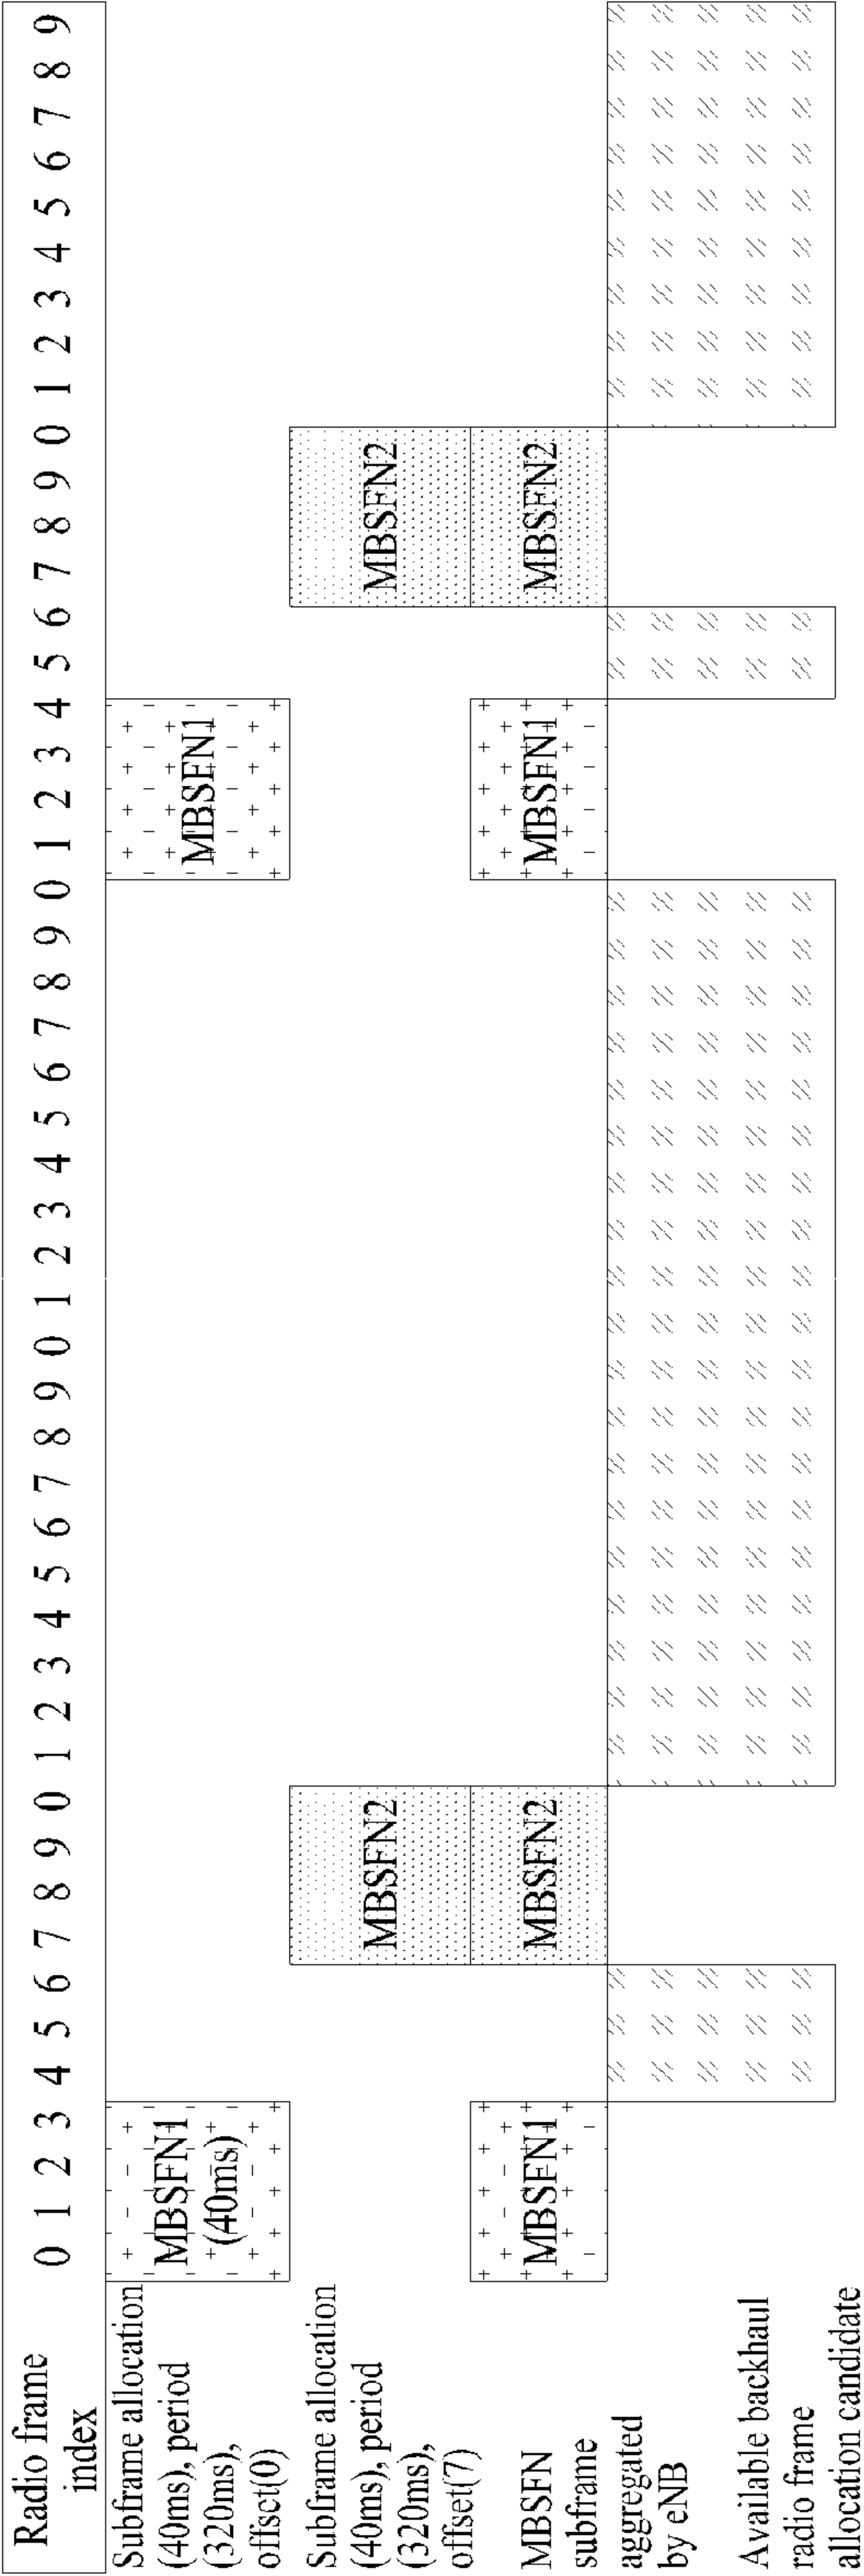 Radio frame
index
0 1 2 3 4 5 6 7 8 9 0 1 2 3 4 5 6 7 8 9 0 1 2 3 4 5 6 7 8 9 0 1 2 3 4 5 6 7 8 9 0 1 2 3 4 5 6 7 8 9
Subframe allocation
(40ms), period
(320ms),
offset(0)
MBSFN1
(40ms)
MBSFN1
Subframe allocation
(40ms), period
(320ms),
offset(7)
MBSFN2
MBSFN2
MBSFN
subframe
aggregated
by eNB
MBSFN1
MBSFN2
MBSFN1
MBSFN2
Available backhaul
radio frame
allocation candidate